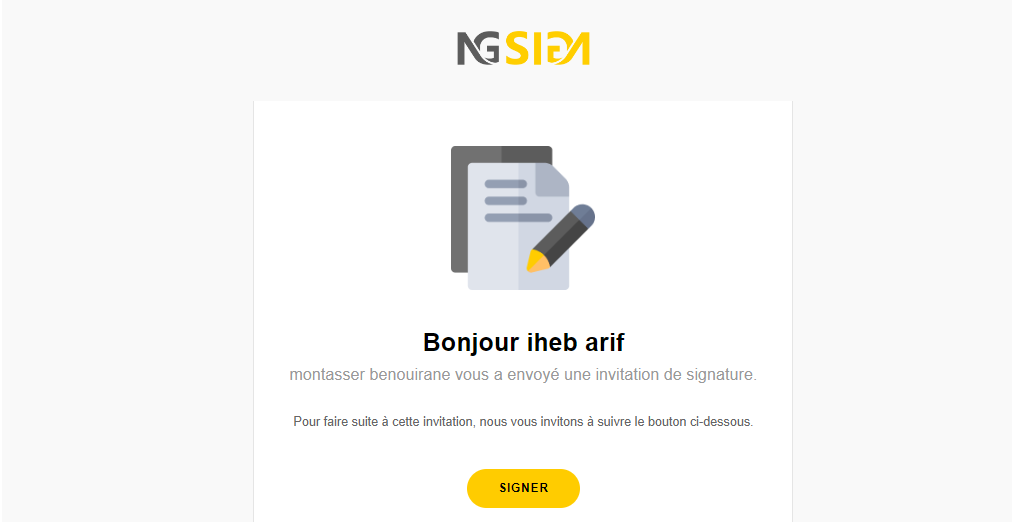 NGSIGN
Bonjour iheb arif
montasser benouirane vous a envoyé une invitation de signature.
Pour faire suite à cette invitation, nous vous invitons à suivre le bouton ci-dessous.
SIGNER